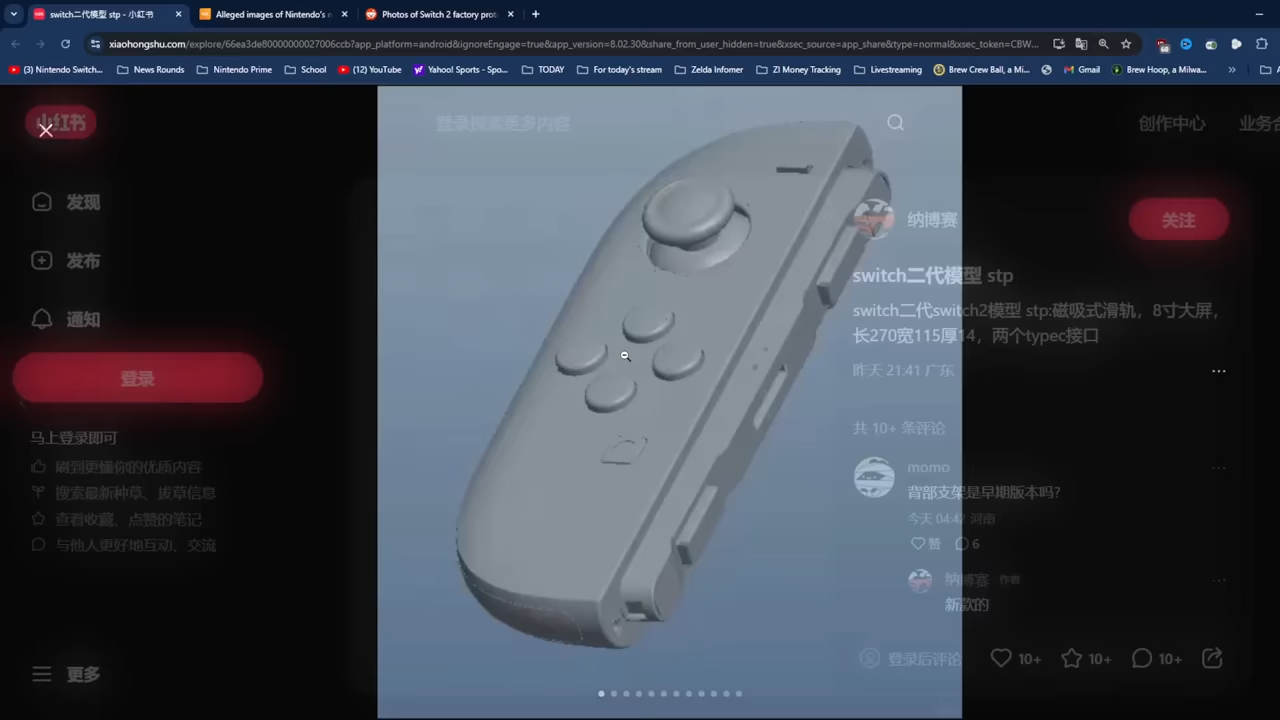 switch二代模型 stp - 小红书
Alleged images of Nintendo's n
Photos of Switch 2 factory prot
xiaohongshu.com/explore/66ea3de80000000027006ccb?app_platform=android&ignoreEngage=true&app_version=8.02.30&share_from_user_hidden=true&xsec_source=app_share&type=normal&xsec_token=CBW...
(3) Nintendo Switch...
News Rounds
Nintendo Prime
School
(12) YouTube
Yahoo! Sports - Spo...
TODAY
For today's stream
Zelda Informer
ZI Money Tracking
Livestreaming
Brew Crew Ball, a Mi...
Gmail
Brew Hoop, a Milwa...
小红书
登录探索更多内容
创作中心
业务合
发现
发布
通知
登录
马上登录即可
刷到更懂你的优质内容
搜索最新种草、拔草信息
查看收藏、点赞的笔记
与他人更好地互动、交流
更多
纳博赛
关注
switch二代模型 stp
switch二代switch2模型 stp:磁吸式滑轨，8寸大屏，
长270宽115厚14，两个typec接口
昨天 21:41 广东
共 10+ 条评论
momo
背部支架是早期版本吗?
今天 04:42 河南
赞
6
纳博赛 作者
新款的
登录后评论
10+
10+
10+